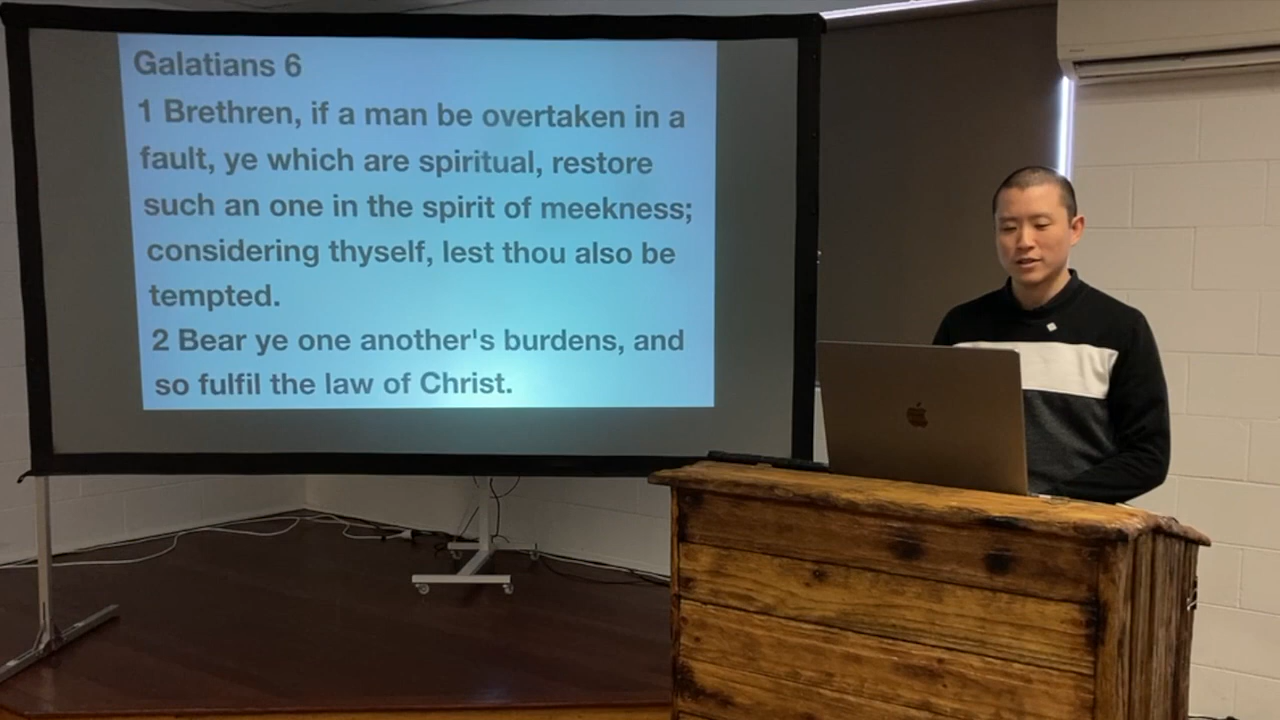 Galatians 6
1 Brethren, if a man be overtaken in a
fault, ye which are spiritual, restore
such an one in the spirit of meekness;
considering thyself, lest thou also be
tempted.
2 Bear ye one another's burdens, and
so fulfil the law of Christ.